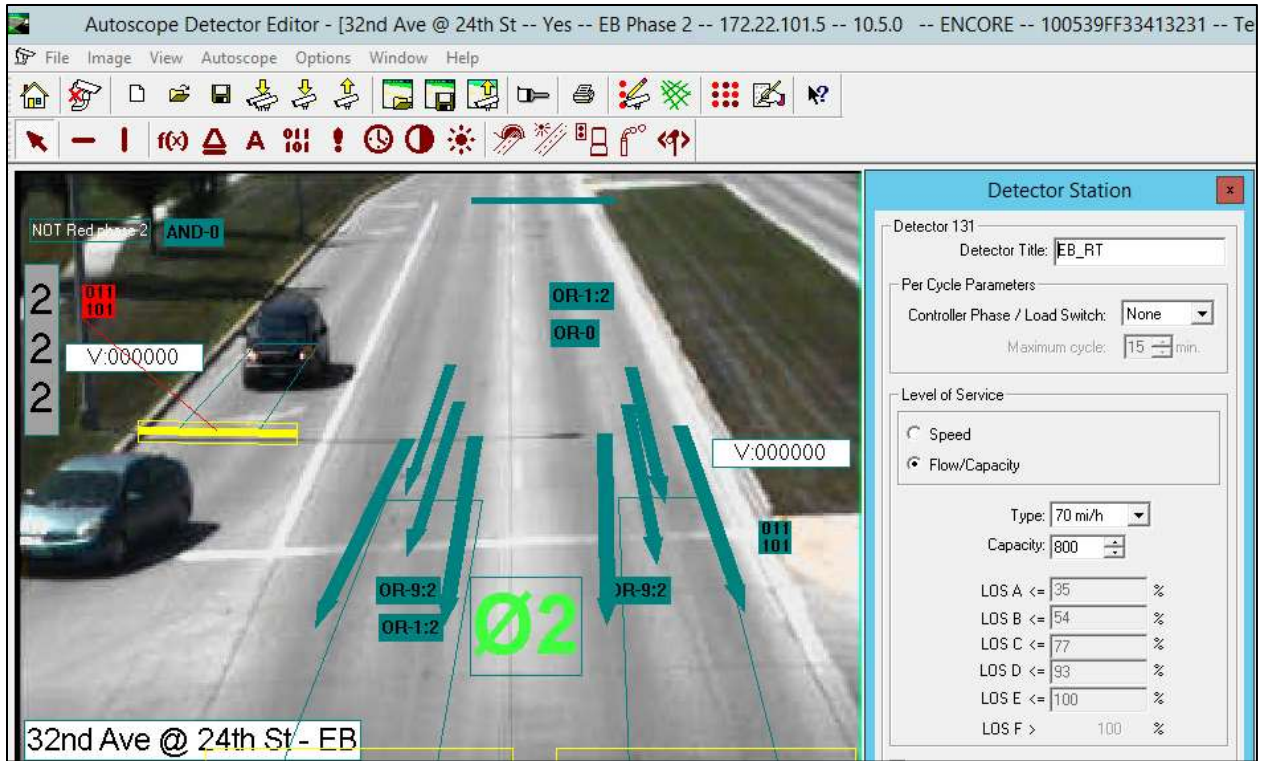 Autoscope Detector Editor - [32nd Ave @ 24th St -- Yes -- EB Phase 2 -- 172.22.101.5 -- 10.5.0 -- ENCORE -- 100539FF33413231 -- Te
File Image View Autoscope Options Window Help
f(x) A 011 101 !
NOT Red phase 2 AND-0
2
2
2
011
101
V:000000
OR-1:2
OR-0
V:000000
011
101
OR-9:2
OR-1:2
Ø2
OR-9:2
32nd Ave @ 24th St - EB
Detector Station
x
Detector 131
Detector Title: EB_RT
Per Cycle Parameters
Controller Phase / Load Switch: None
Maximum cycle: 15 min.
Level of Service
Speed
Flow/Capacity
Type: 70 mi/h
Capacity: 800
LOS A <= 35 %
LOS B <= 54 %
LOS C <= 77 %
LOS D <= 93 %
LOS E <= 100 %
LOS F > 100 %